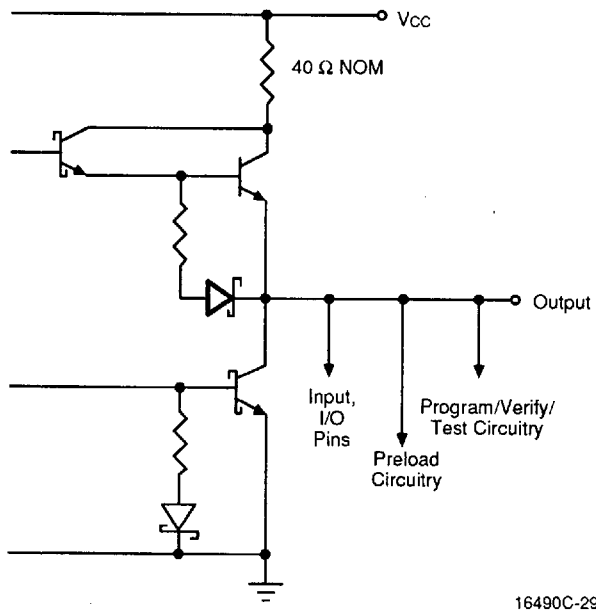 Vcc
40 Ω NOM
Output
Input,
I/O
Pins
Program/Verify/
Test Circuitry
Preload
Circuitry
16490C-29